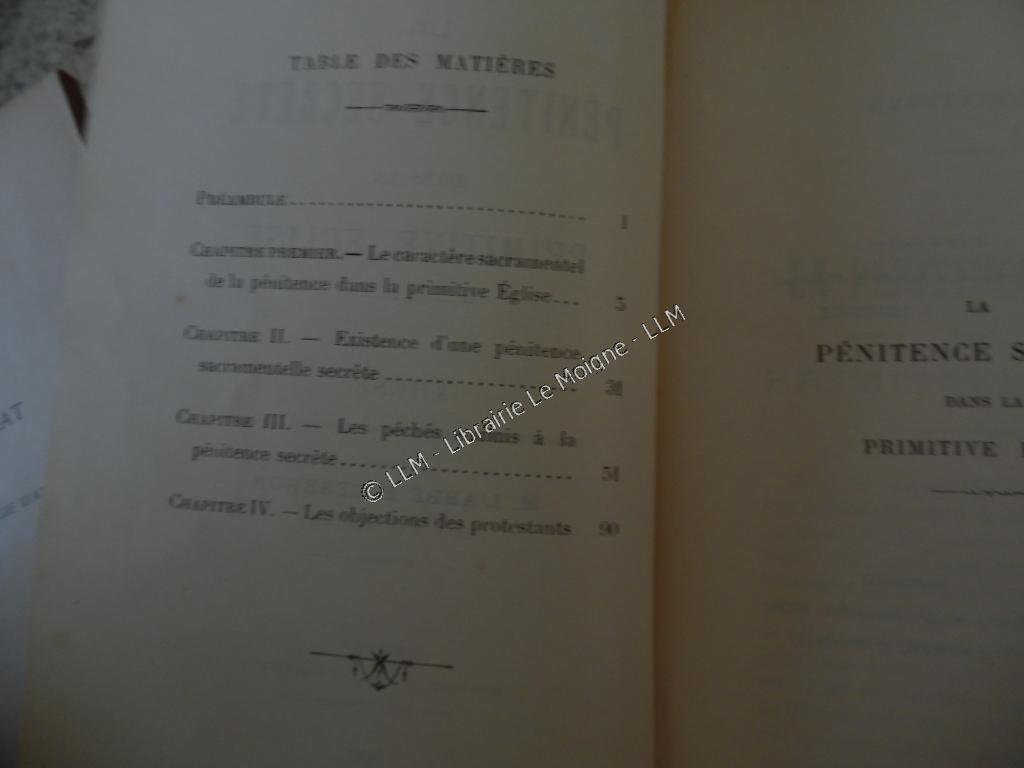 TABLE DES MATIÈRES
PRÉAMBULE 1
CHAPITRE PREMIER. — Le caractère sacramentel
de la pénitence dans la primitive Église... 5
CHAPITRE II. — Existence d'une pénitence
sacramentelle secrète 31
CHAPITRE III. — Les péchés à la
pénitence secrète 51
CHAPITRE IV. — Les objections des protestants 90
LA
PÉNITENCE S
DANS LA
PRIMITIVE
© LLM - Librairie Le Moigne - LLM
AT